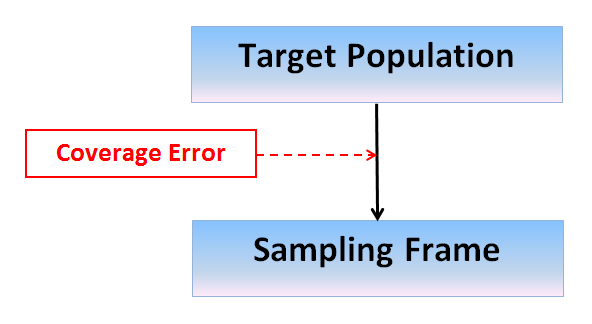 Target Population
Coverage Error
Sampling Frame